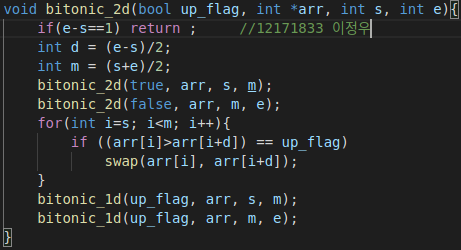 void bitonic_2d(bool up_flag, int *arr, int s, int e){
    if(e-s==1) return ;     //12171833 이정우
    int d = (e-s)/2;
    int m = (s+e)/2;
    bitonic_2d(true, arr, s, m);
    bitonic_2d(false, arr, m, e);
    for(int i=s; i<m; i++){
        if ((arr[i]>arr[i+d]) == up_flag)
            swap(arr[i], arr[i+d]);
    }
    bitonic_1d(up_flag, arr, s, m);
    bitonic_1d(up_flag, arr, m, e);
}